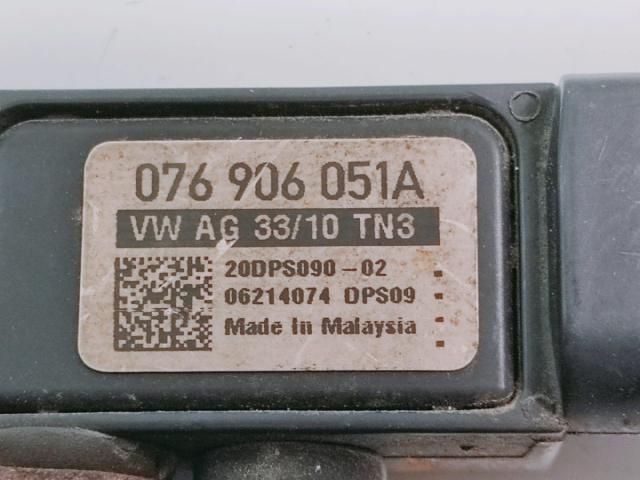 076 906 051A
VW AG 33/10 TN3
20DPS090-02
06214074 DPS09
Made In Malaysia